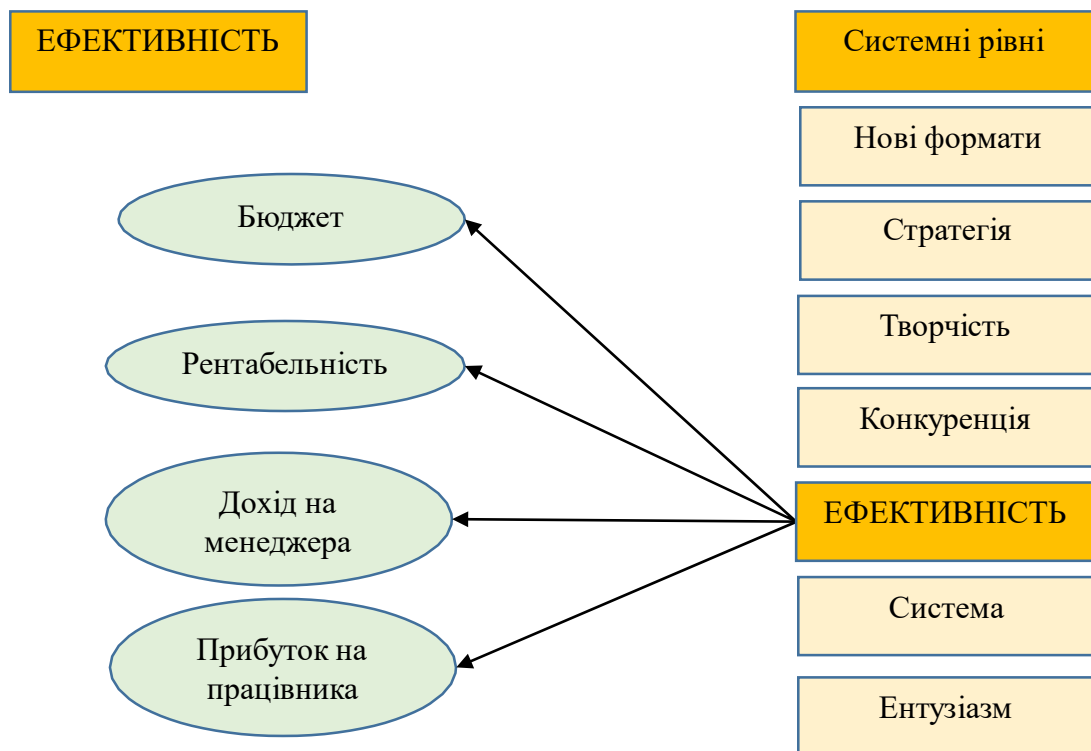 ЕФЕКТИВНІСТЬ
Системні рівні
Нові формати
Стратегія
Творчість
Конкуренція
ЕФЕКТИВНІСТЬ
Система
Ентузіазм
Бюджет
Рентабельність
Дохід на
менеджера
Прибуток на
працівника